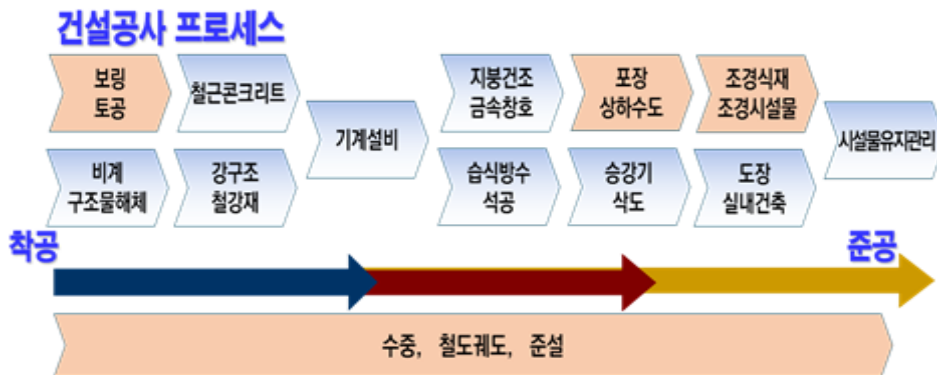 건설공사 프로세스
보링
토공
철근콘크리트
비계
구조물해체
강구조
철강재
기계설비
지붕건조
금속창호
포장
상하수도
조경식재
조경시설물
습식방수
석공
승강기
삭도
도장
실내건축
시설물유지관리
착공
준공
수중, 철도궤도, 준설